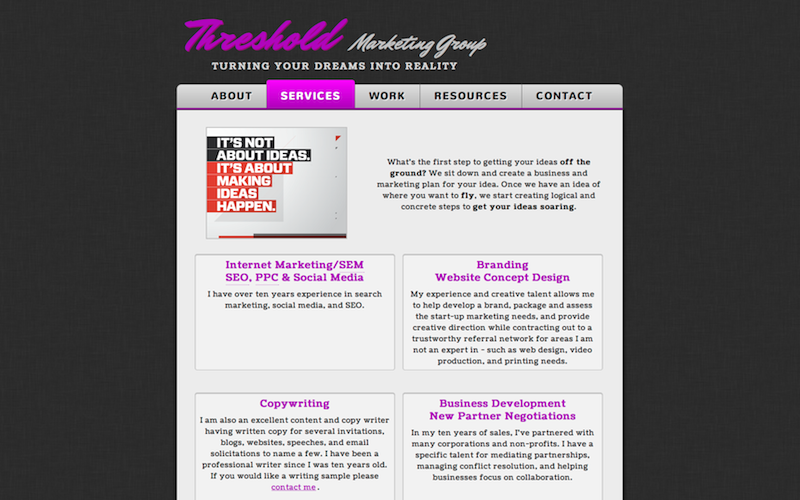 Threshold Marketing Group
TURNING YOUR DREAMS INTO REALITY
ABOUT SERVICES WORK RESOURCES CONTACT
IT'S NOT
ABOUT IDEAS.
IT'S ABOUT
MAKING
IDEAS
HAPPEN.
What's the first step to getting your ideas off the
ground? We sit down and create a business and
marketing plan for your idea. Once we have an idea of
where you want to fly, we start creating logical and
concrete steps to get your ideas soaring.
Internet Marketing/SEM
SEO, PPC & Social Media
I have over ten years experience in search
marketing, social media, and SEO.
Branding
Website Concept Design
My experience and creative talent allows me
to help develop a brand, package and assess
the start-up marketing needs, and provide
creative direction while contracting out to a
trustworthy referral network for areas I am
not an expert in - such as web design, video
production, and printing needs.
Copywriting
I am also an excellent content and copy writer
having written copy for several invitations,
blogs, websites, speeches, and email
solicitations to name a few. I have been a
professional writer since I was ten years old.
If you would like a writing sample please
contact me .
Business Development
New Partner Negotiations
In my ten years of sales, I've partnered with
many corporations and non-profits. I have a
specific talent for mediating partnerships,
managing conflict resolution, and helping
businesses focus on collaboration.